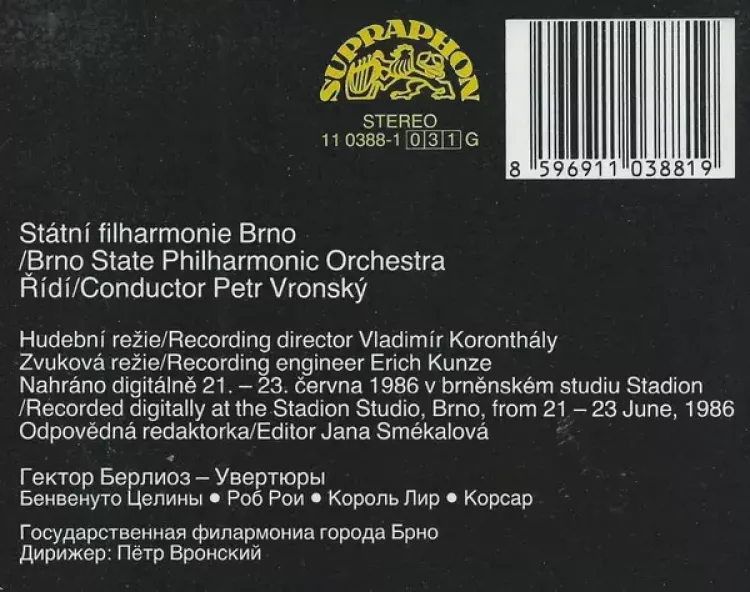 SUPRAPHON
STEREO
11 0388-1 031 G
8 596911 038819
Státní filharmonie Brno
/Brno State Philharmonic Orchestra
Řídí/Conductor Petr Vronský
Hudební režie/Recording director Vladimír Koronthály
Zvuková režie/Recording engineer Erich Kunze
Nahráno digitálně 21. – 23. června 1986 v brněnském studiu Stadion
/Recorded digitally at the Stadion Studio, Brno, from 21 – 23 June, 1986
Odpovědná redaktorka/Editor Jana Smékalová
Гектор Берлиоз – Увертюры
Бенвенуто Целины ● Роб Рои ● Король Лир ● Корсар
Государственная филармониа города Брно
Дирижер: Пётр Вронский